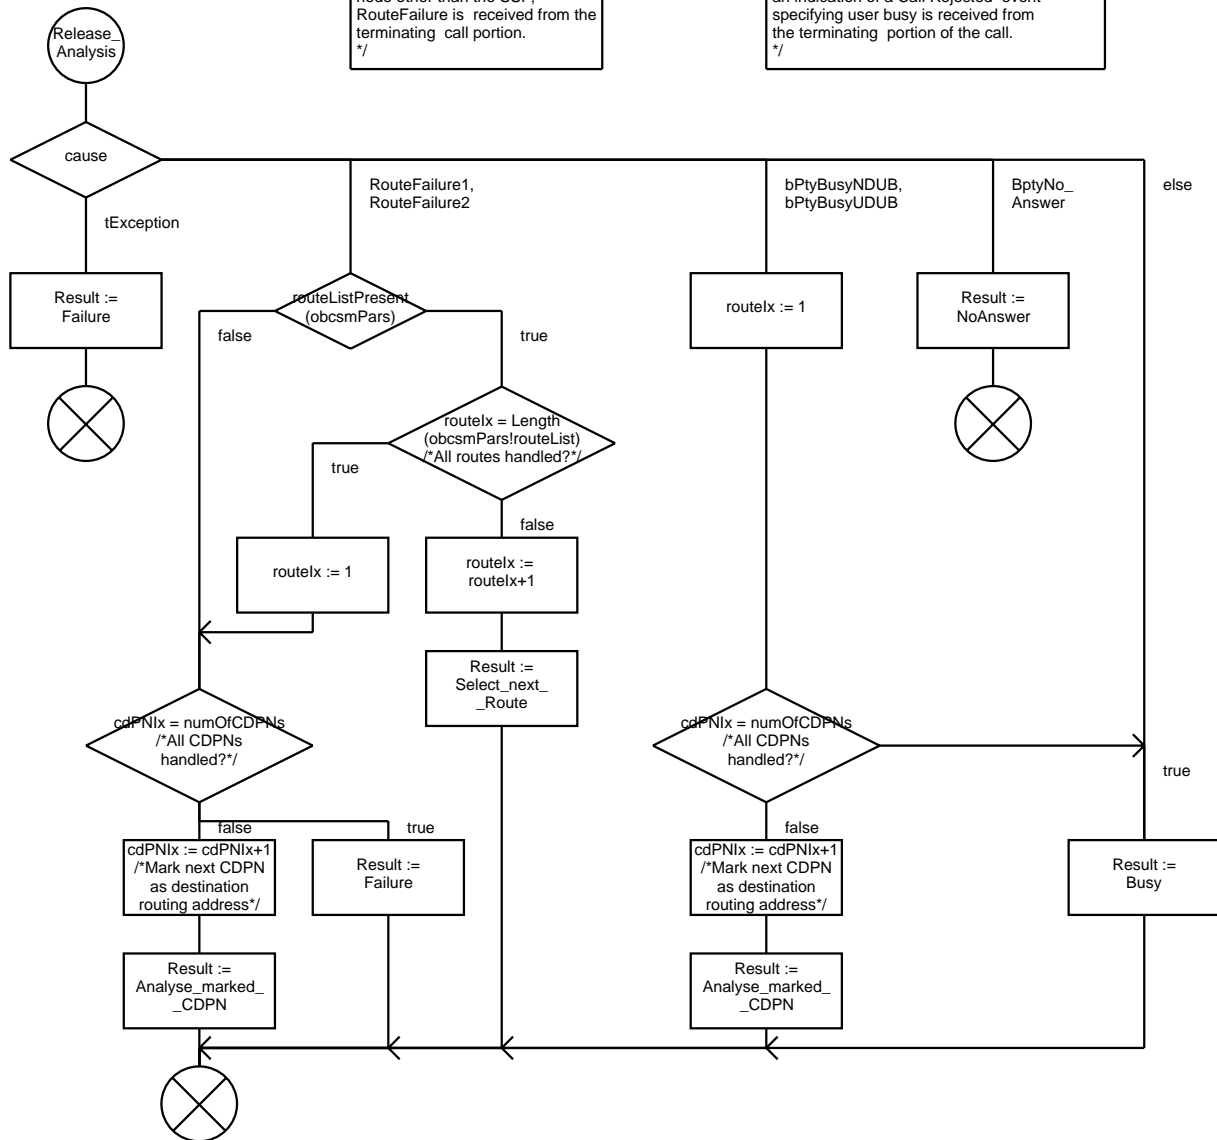 node other than the SSF,
RouteFailure is received from the
terminating call portion.
*/
an indication of a Call Rejected event
specifying user busy is received from
the terminating portion of the call.
*/
Release_
Analysis
cause
RouteFailure1,
RouteFailure2
bPtyBusyNDUB,
bPtyBusyUDUB
BptyNo_
Answer
else
tException
Result :=
Failure
routeListPresent
(obcsmPars)
routeIx := 1
Result :=
NoAnswer
false
true
routeIx = Length
(obcsmPars!routeList)
/*All routes handled?*/
true
false
routeIx := 1
routeIx :=
routeIx+1
Result :=
Select_next_
_Route
cdPNIx = numOfCDPNs
/*All CDPNs
handled?*/
cdPNIx = numOfCDPNs
/*All CDPNs
handled?*/
true
false
true
false
cdPNIx := cdPNIx+1
/*Mark next CDPN
as destination
routing address*/
Result :=
Failure
cdPNIx := cdPNIx+1
/*Mark next CDPN
as destination
routing address*/
Result :=
Busy
Result :=
Analyse_marked_
_CDPN
Result :=
Analyse_marked_
_CDPN